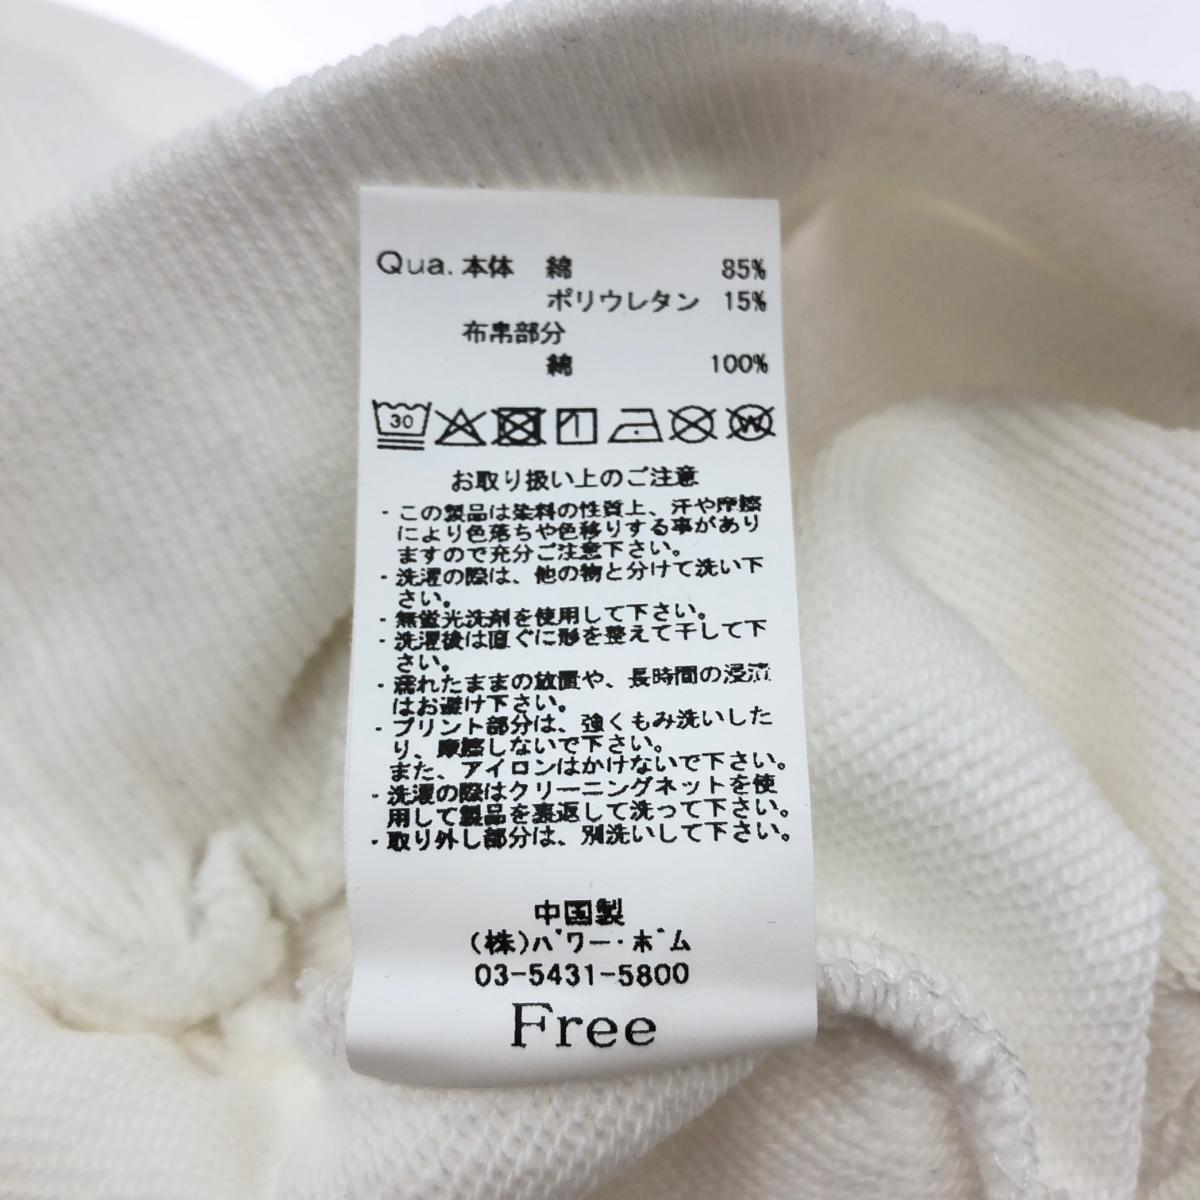 Qua. 本体 綿 85%
ポリウレタン 15%
布帛部分
綿 100%
30 W
お取り扱い上のご注意
・この製品は染料の性質上、汗や摩擦
により色落ちや色移りする事があり
ますので充分ご注意下さい。
・洗濯の際は、他の物と分けて洗い下
さい。
・無蛍光洗剤を使用して下さい。
・洗濯後は直ぐに形を整えて干して下
さい。
・濡れたままの放置や、長時間の浸漬
はお避け下さい。
・プリント部分は、強くもみ洗いした
り、摩擦しないで下さい。
また、アイロンはかけないで下さい。
・洗濯の際はクリーニングネットを使
用して製品を裏返して洗って下さい。
・取り外し部分は、別洗いして下さい。
中国製
(株)パワー・ホーム
03-5431-5800
Free